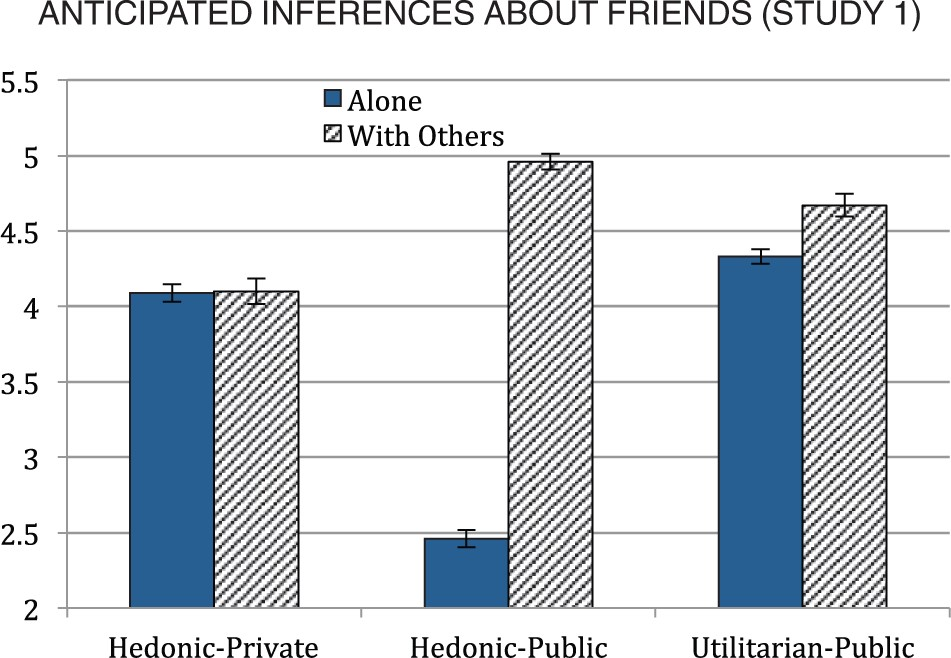 ANTICIPATED INFERENCES ABOUT FRIENDS (STUDY 1)
5.5
Alone
With Others
5
4.5
4
3.5
3
2.5
2
Hedonic-Private Hedonic-Public Utilitarian-Public